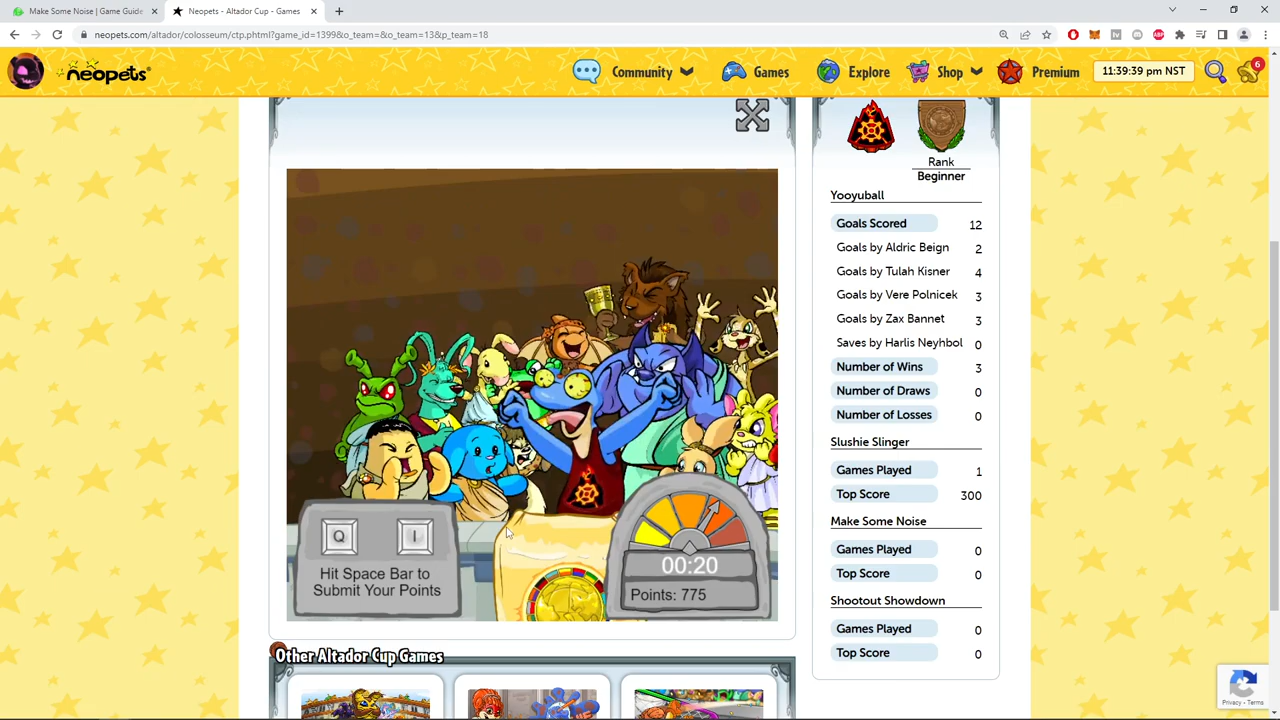 Make Some Noise | Game Guide
Neopets - Altador Cup - Games
neopets.com/altador/colosseum/ctp.phtml?game_id=1399&o_team=&o_team=13&p_team=18
neopets
Community
Games
Explore
Shop
Premium
11:39:39 pm NST
6
Rank
Beginner
Yooyuball
Goals Scored 12
Goals by Aldric Beign 2
Goals by Tulah Kisner 4
Goals by Vere Polnicek 3
Goals by Zax Bannet 3
Saves by Harlis Neyhbol 0
Number of Wins 3
Number of Draws 0
Number of Losses 0
Slushie Slinger
Games Played 1
Top Score 300
Make Some Noise
Games Played 0
Top Score 0
Shootout Showdown
Games Played 0
Top Score 0
Q I
Hit Space Bar to
Submit Your Points
00:20
Points: 775
Other Altador Cup Games
Privacy - Terms